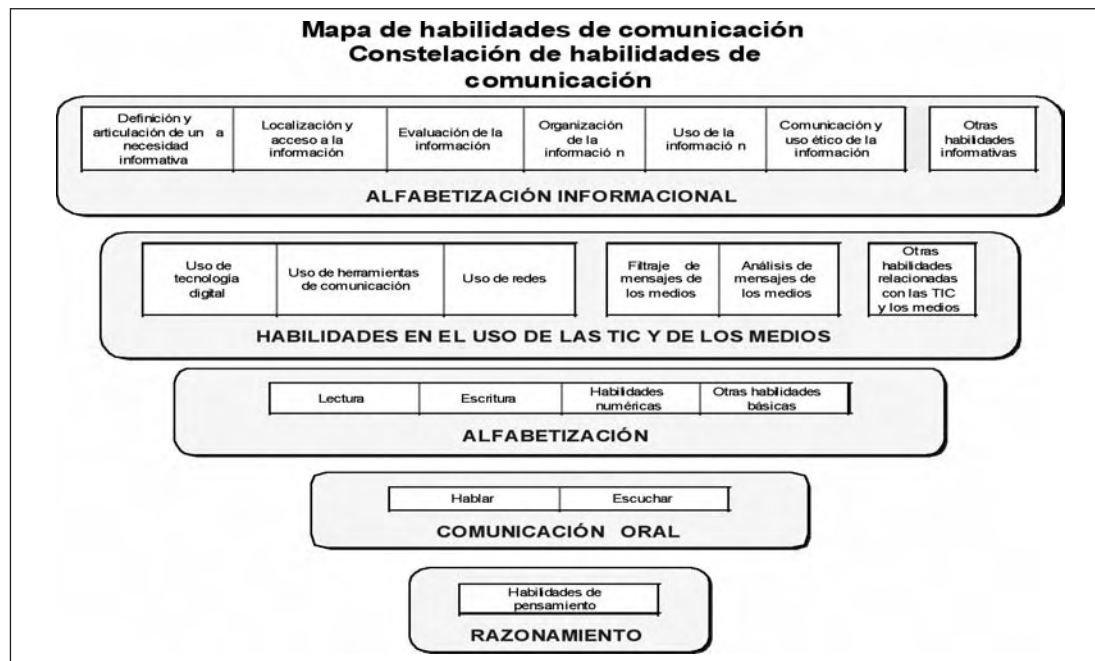 Mapa de habilidades de comunicación
Constelación de habilidades de
comunicación
Definición y
articulación de un a
necesidad
informativa
Localización y
acceso a la
información
Evaluación de la
información
Organización
de la
informació n
Uso de la
informació n
Comunicación y
uso ético de la
información
Otras
habilidades
informativas
ALFABETIZACIÓN INFORMACIONAL
Uso de
tecnología
digital
Uso de herramientas
de comunicación
Uso de redes
Filtraje de
mensajes de
los medios
Análisis de
mensajes de
los medios
Otras
habilidades
relacionadas
con las TIC
y los medios
HABILIDADES EN EL USO DE LAS TIC Y DE LOS MEDIOS
Lectura
Escritura
Habilidades
numéricas
Otras habilidades
básicas
ALFABETIZACIÓN
Hablar
Escuchar
COMUNICACIÓN ORAL
Habilidades de
pensamiento
RAZONAMIENTO